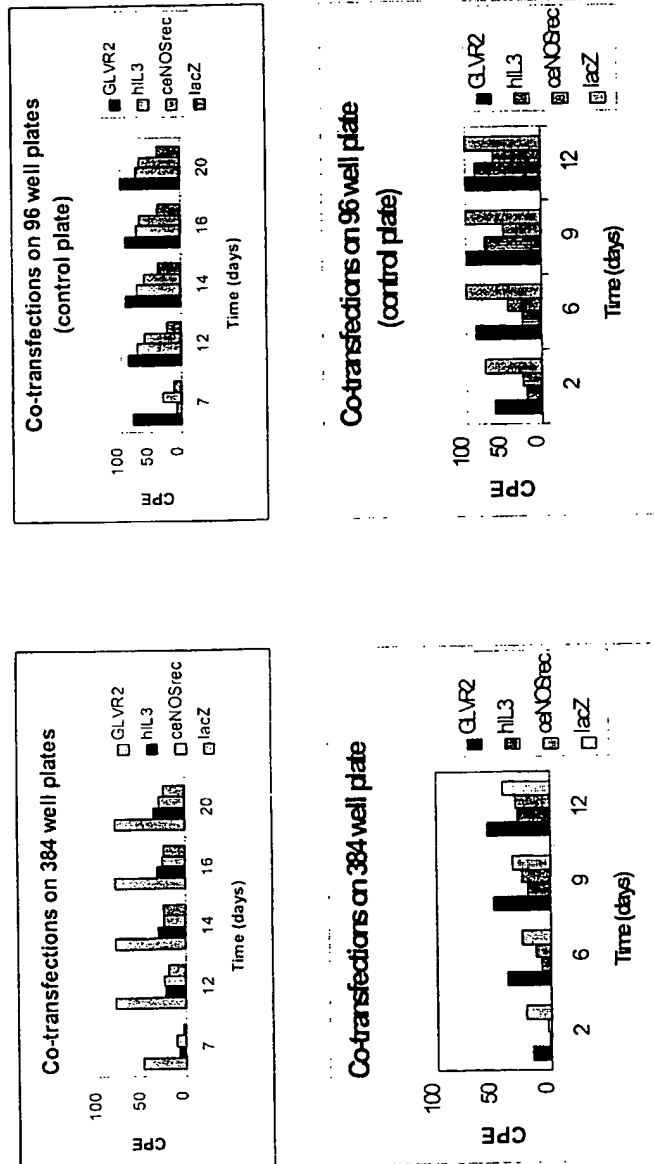 Co-transfections on 384 well plates
100
50
0
CPE
7
12
14
16
20
Time (days)
GLVR2
hIL3
ceNOSrec
lacZ
Co-transfections on 96 well plates
(control plate)
100
50
0
CPE
7
12
14
16
20
Time (days)
GLVR2
hIL3
ceNOSrec
lacZ
Co-transfections on 384 well plate
100
50
0
CPE
2
6
9
12
Time (days)
GLVR2
hIL3
ceNOSrec
lacZ
Co-transfections on 96 well plate
(control plate)
100
50
0
CPE
2
6
9
12
Time (days)
GLVR2
hIL3
ceNOSrec
lacZ